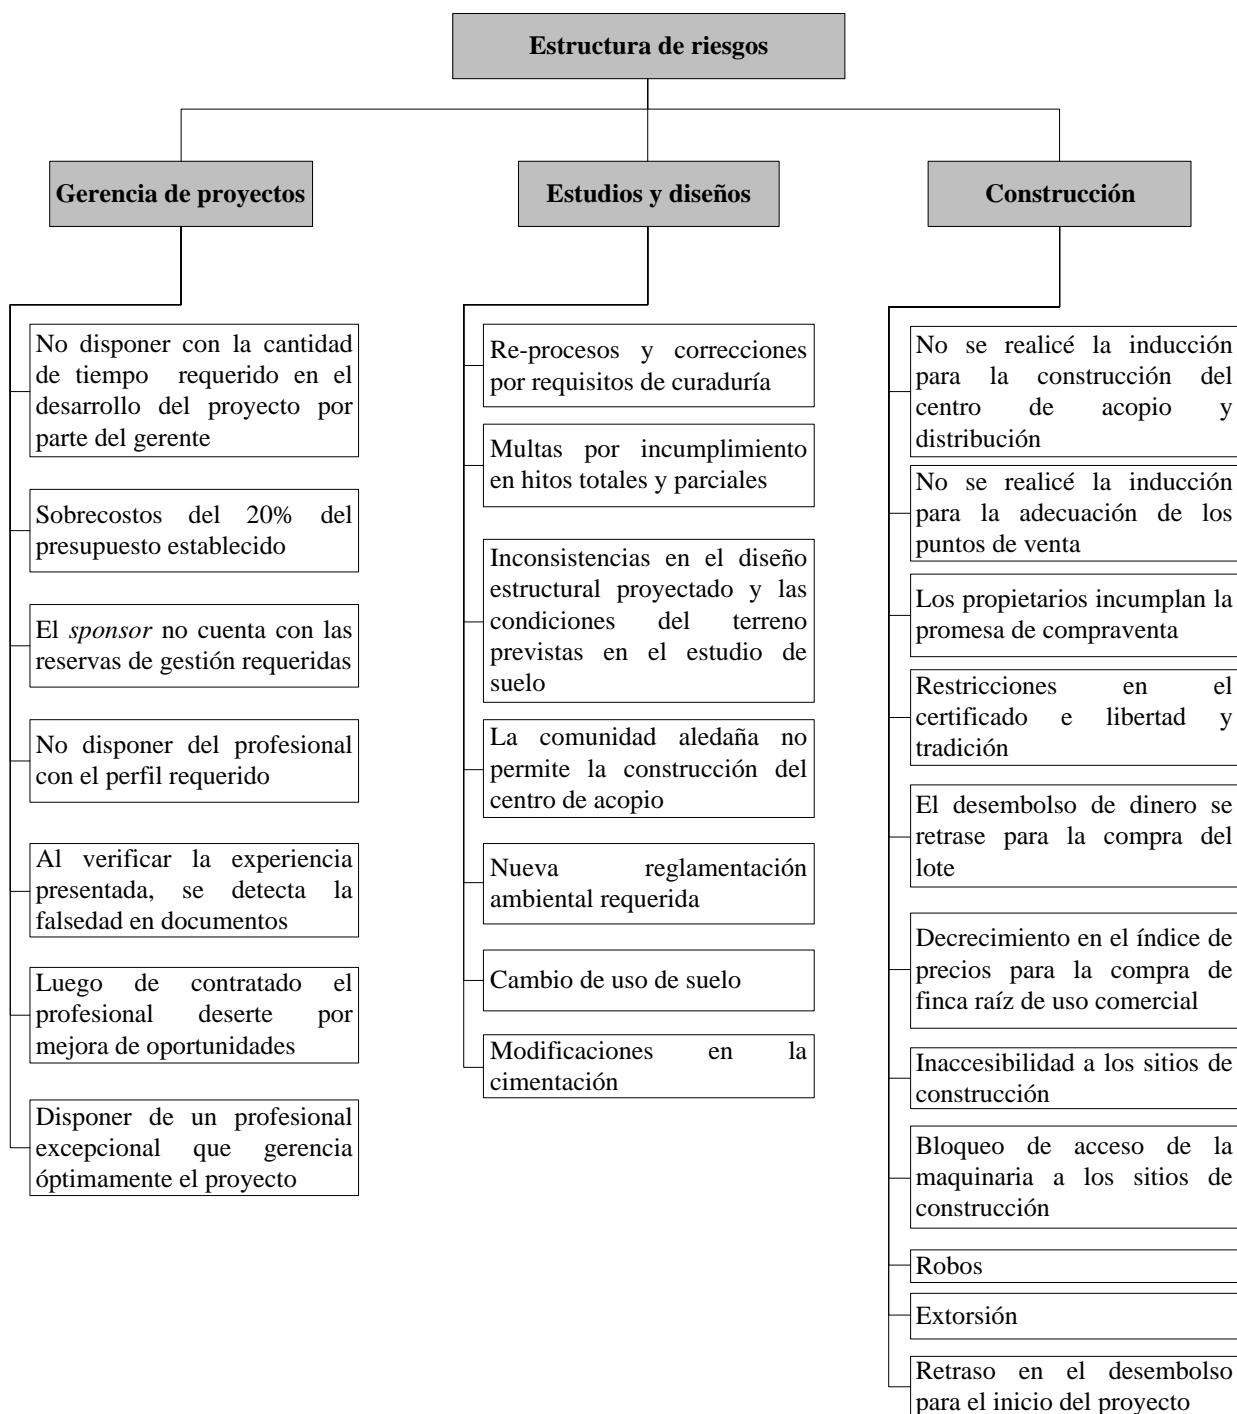 Estructura de riesgos
Gerencia de proyectos
No disponer con la cantidad
de tiempo requerido en el
desarrollo del proyecto por
parte del gerente
Sobrecostos del 20% del
presupuesto establecido
El sponsor no cuenta con las
reservas de gestión requeridas
No disponer del profesional
con el perfil requerido
Al verificar la experiencia
presentada, se detecta la
falsedad en documentos
Luego de contratado el
profesional deserte por
mejora de oportunidades
Disponer de un profesional
excepcional que gerencia
óptimamente el proyecto
Estudios y diseños
Re-procesos y correcciones
por requisitos de curaduría
Multas por incumplimiento
en hitos totales y parciales
Inconsistencias en el diseño
estructural proyectado y las
condiciones del terreno
previstas en el estudio de
suelo
La comunidad aledaña no
permite la construcción del
centro de acopio
Nueva reglamentación
ambiental requerida
Cambio de uso de suelo
Modificaciones en la
cimentación
Construcción
No se realicé la inducción
para la construcción del
centro de acopio y
distribución
No se realicé la inducción
para la adecuación de los
puntos de venta
Los propietarios incumplan la
promesa de compraventa
Restricciones en el
certificado e libertad y
tradición
El desembolso de dinero se
retrase para la compra del
lote
Decrecimiento en el índice de
precios para la compra de
finca raíz de uso comercial
Inaccesibilidad a los sitios de
construcción
Bloqueo de acceso de la
maquinaria a los sitios de
construcción
Robos
Extorsión
Retraso en el desembolso
para el inicio del proyecto